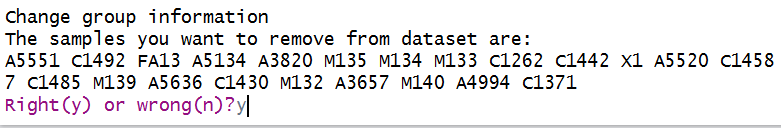 Change group information
The samples you want to remove from dataset are:
A5551 C1492 FA13 A5134 A3820 M135 M134 M133 C1262 C1442 X1 A5520 C1458
7 C1485 M139 A5636 C1430 M132 A3657 M140 A4994 C1371
Right(y) or wrong(n)?y